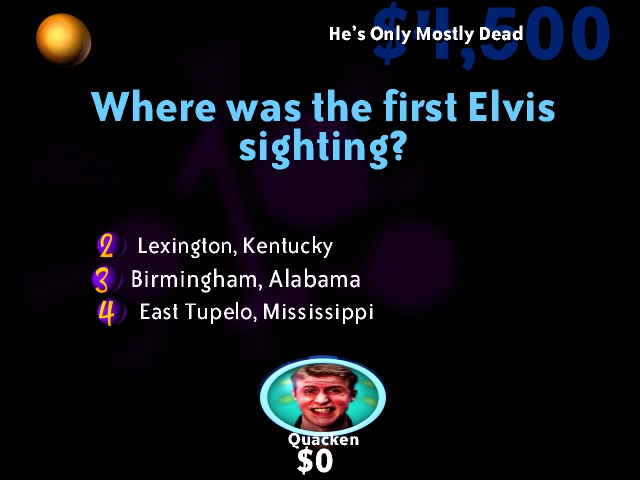 He's Only Mostly Dead
$1,500
Where was the first Elvis
sighting?
2 Lexington, Kentucky
3 Birmingham, Alabama
4 East Tupelo, Mississippi
Quacken
$0